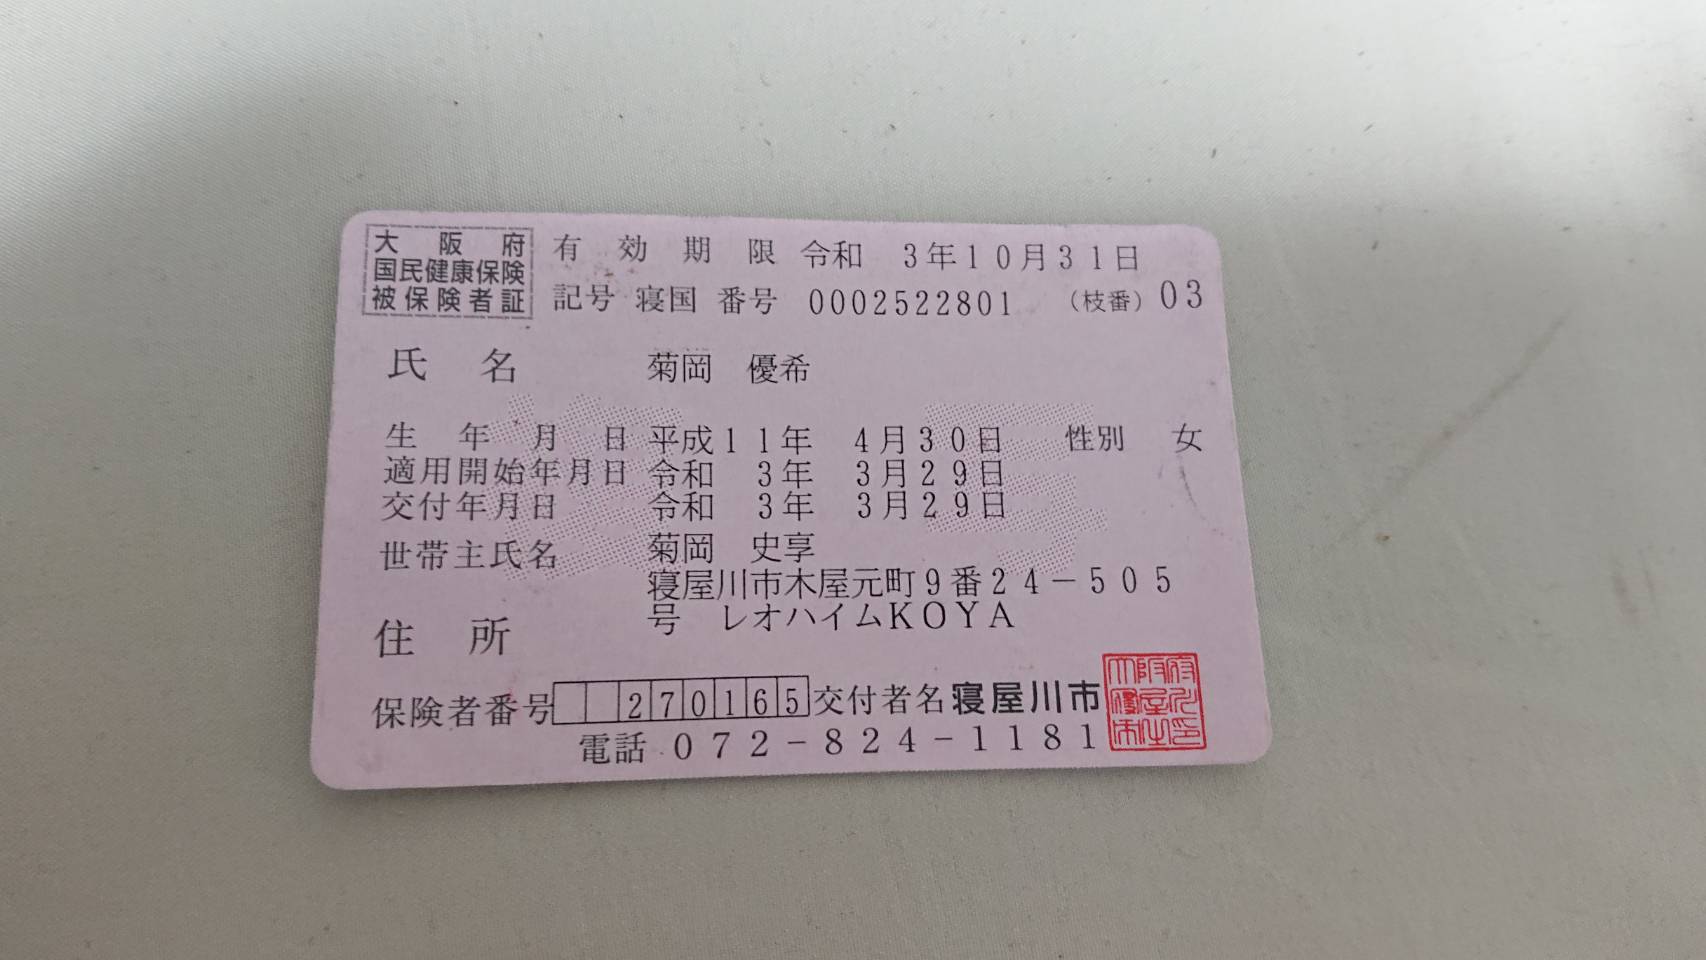 大阪府
国民健康保険
被保険者証
有効期限 令和 3年10月31日
記号 寝国 番号 0002522801 (枝番) 03
氏名 菊岡 優希
生年月日 平成11年 4月30日 性別 女
適用開始年月日 令和 3年 3月29日
交付年月日 令和 3年 3月29日
世帯主氏名 菊岡 史享
住所 寝屋川市木屋元町9番24-505
号 レオハイムKOYA
保険者番号 270165 交付者名 寝屋川市
電話 072-824-1181